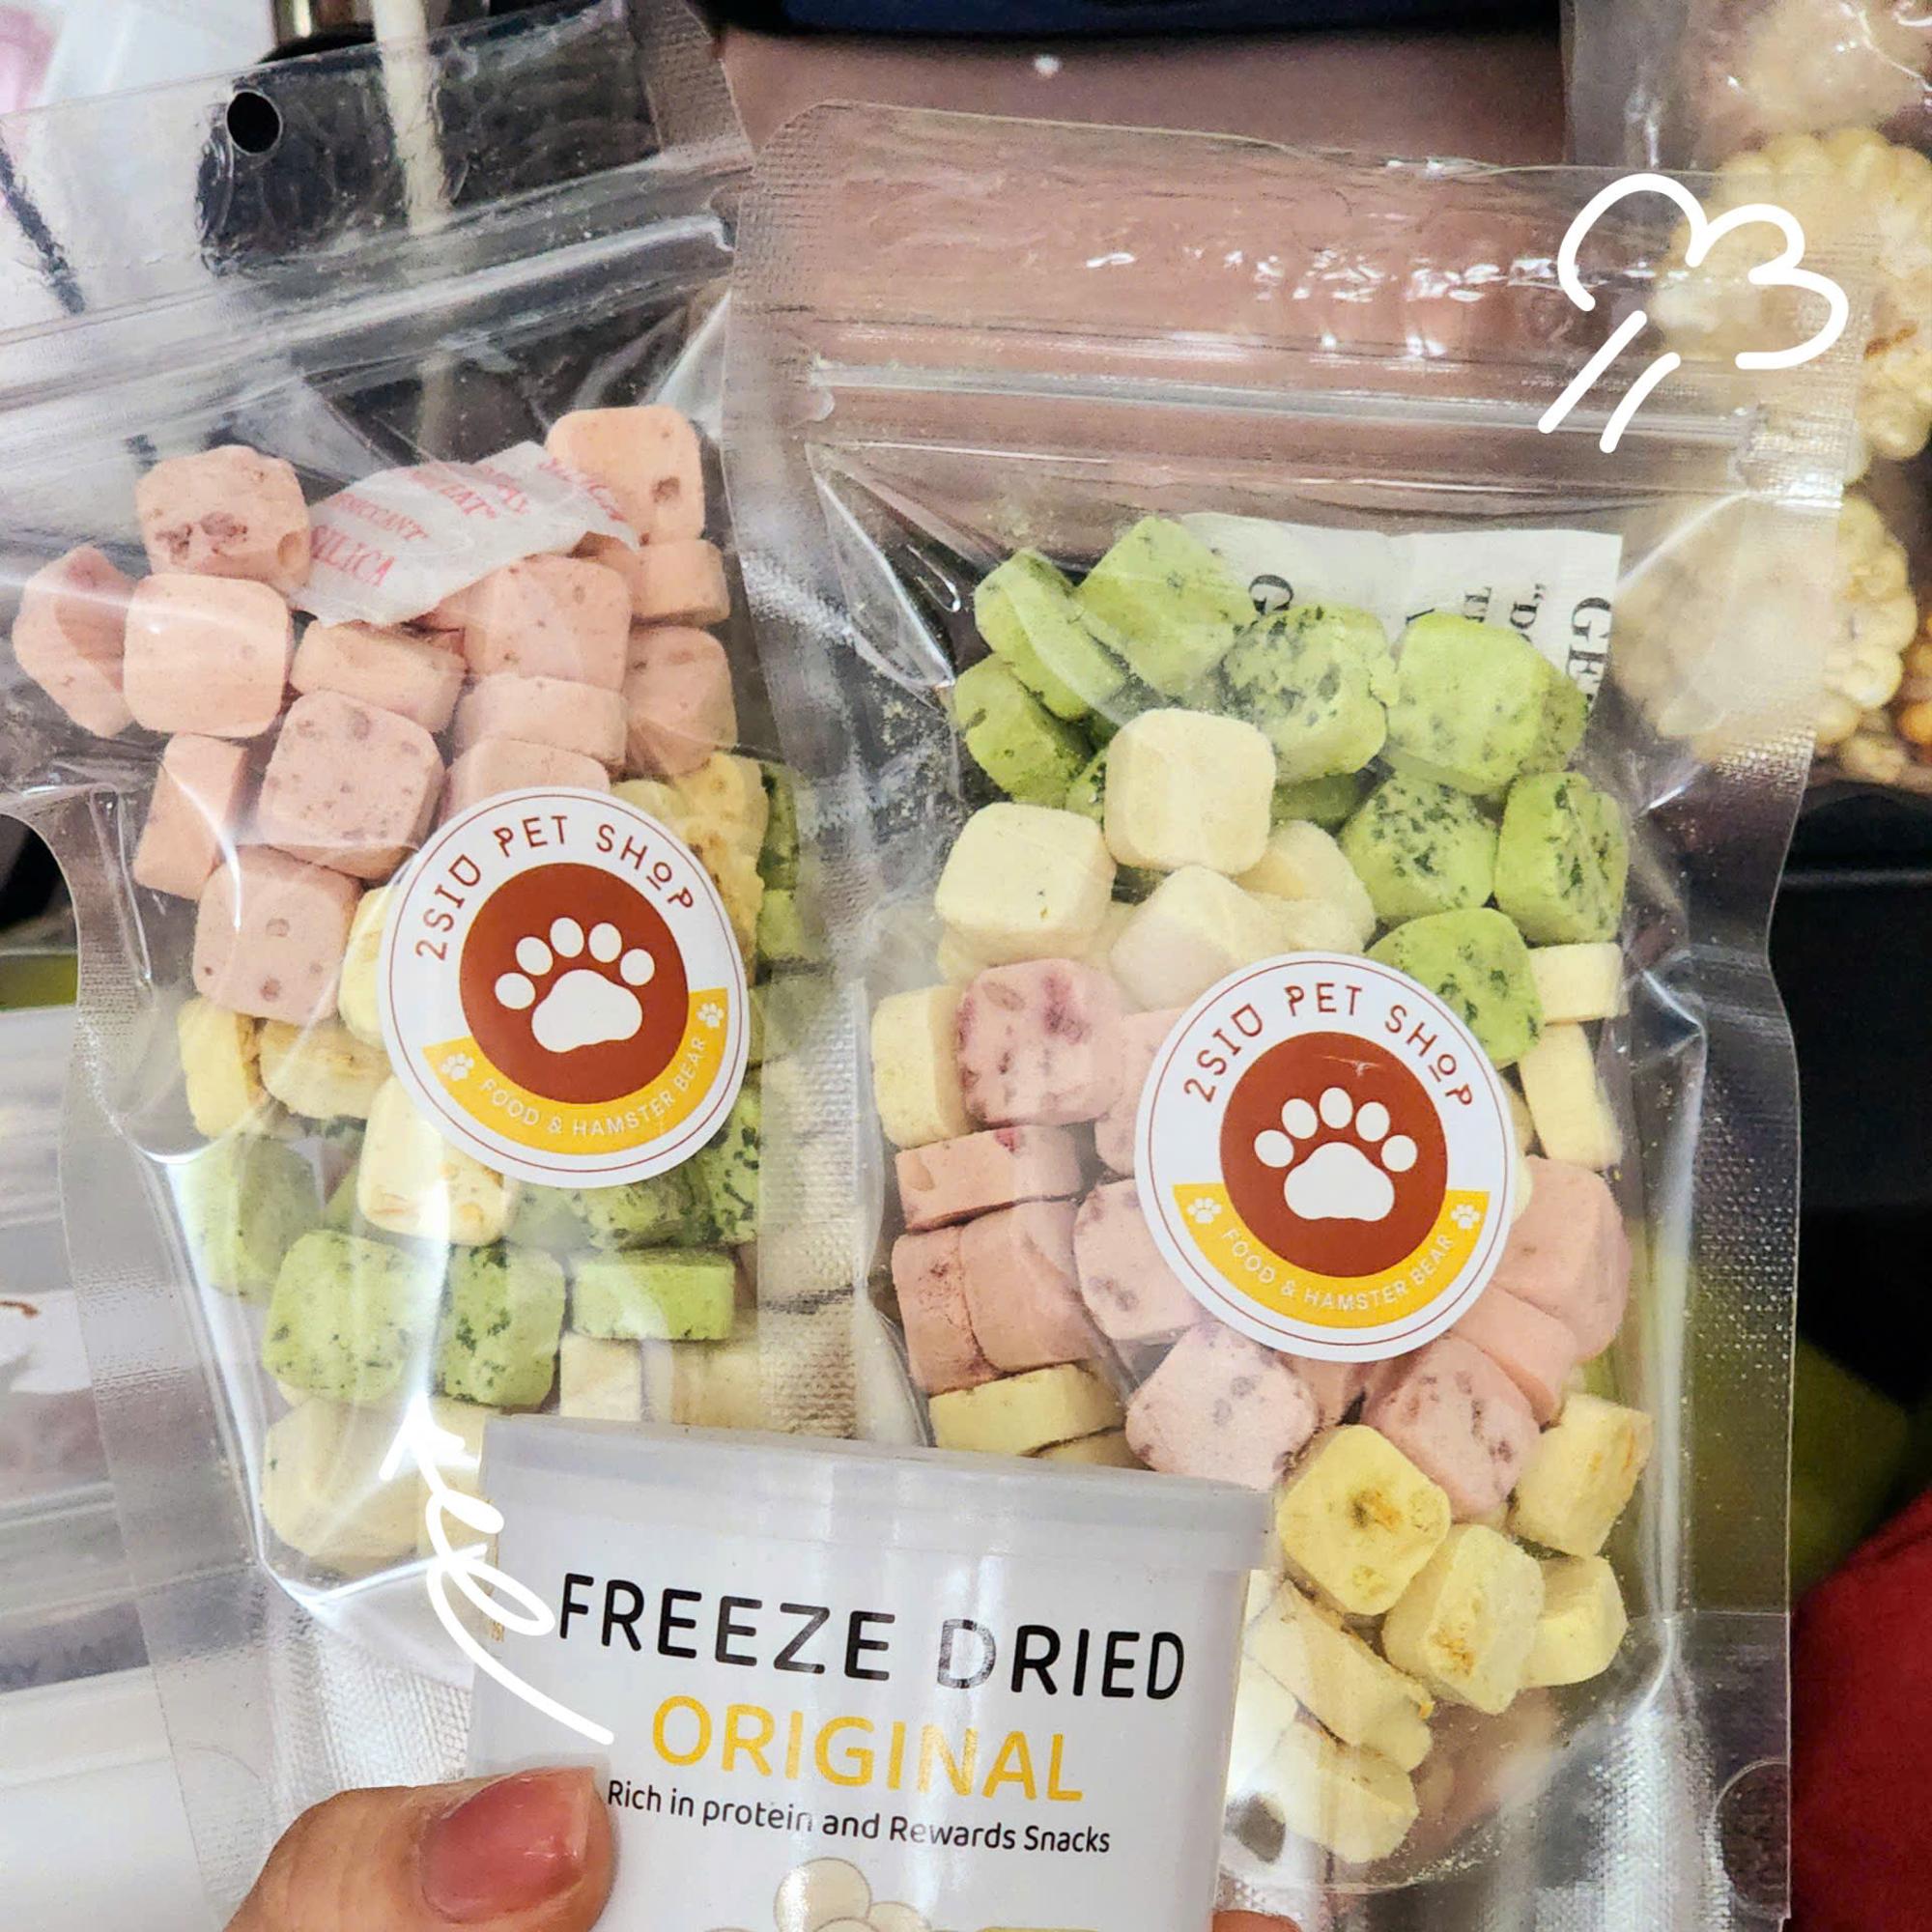 SILICA
2SIU PET SHOP
FOOD & HAMSTER BEAR
2SIU PET SHOP
FOOD & HAMSTER BEAR
FREEZE DRIED
ORIGINAL
Rich in protein and Rewards Snacks